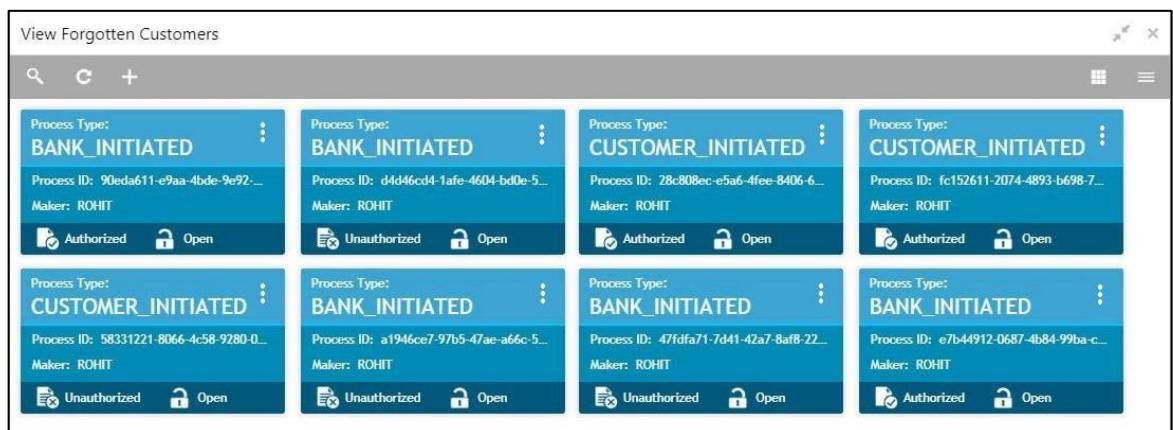 View Forgotten Customers
Process Type:
BANK_INITIATED
Process ID: 90eda611-e9aa-4bde-9e92-...
Maker: ROHIT
Authorized Open
Process Type:
BANK_INITIATED
Process ID: d4d46cd4-1afe-4604-bd0e-5...
Maker: ROHIT
Unauthorized Open
Process Type:
CUSTOMER_INITIATED
Process ID: 28c808ec-e5a6-4fee-8406-6...
Maker: ROHIT
Authorized Open
Process Type:
CUSTOMER_INITIATED
Process ID: fc152611-2074-4893-b698-7...
Maker: ROHIT
Authorized Open
Process Type:
CUSTOMER_INITIATED
Process ID: 58331221-8066-4c58-9280-0...
Maker: ROHIT
Unauthorized Open
Process Type:
BANK_INITIATED
Process ID: a1946ce7-97b5-47ae-a66c-5...
Maker: ROHIT
Unauthorized Open
Process Type:
BANK_INITIATED
Process ID: 47fdfa71-7d41-42a7-8af8-22...
Maker: ROHIT
Unauthorized Open
Process Type:
BANK_INITIATED
Process ID: e7b44912-0687-4b84-99ba-c...
Maker: ROHIT
Authorized Open